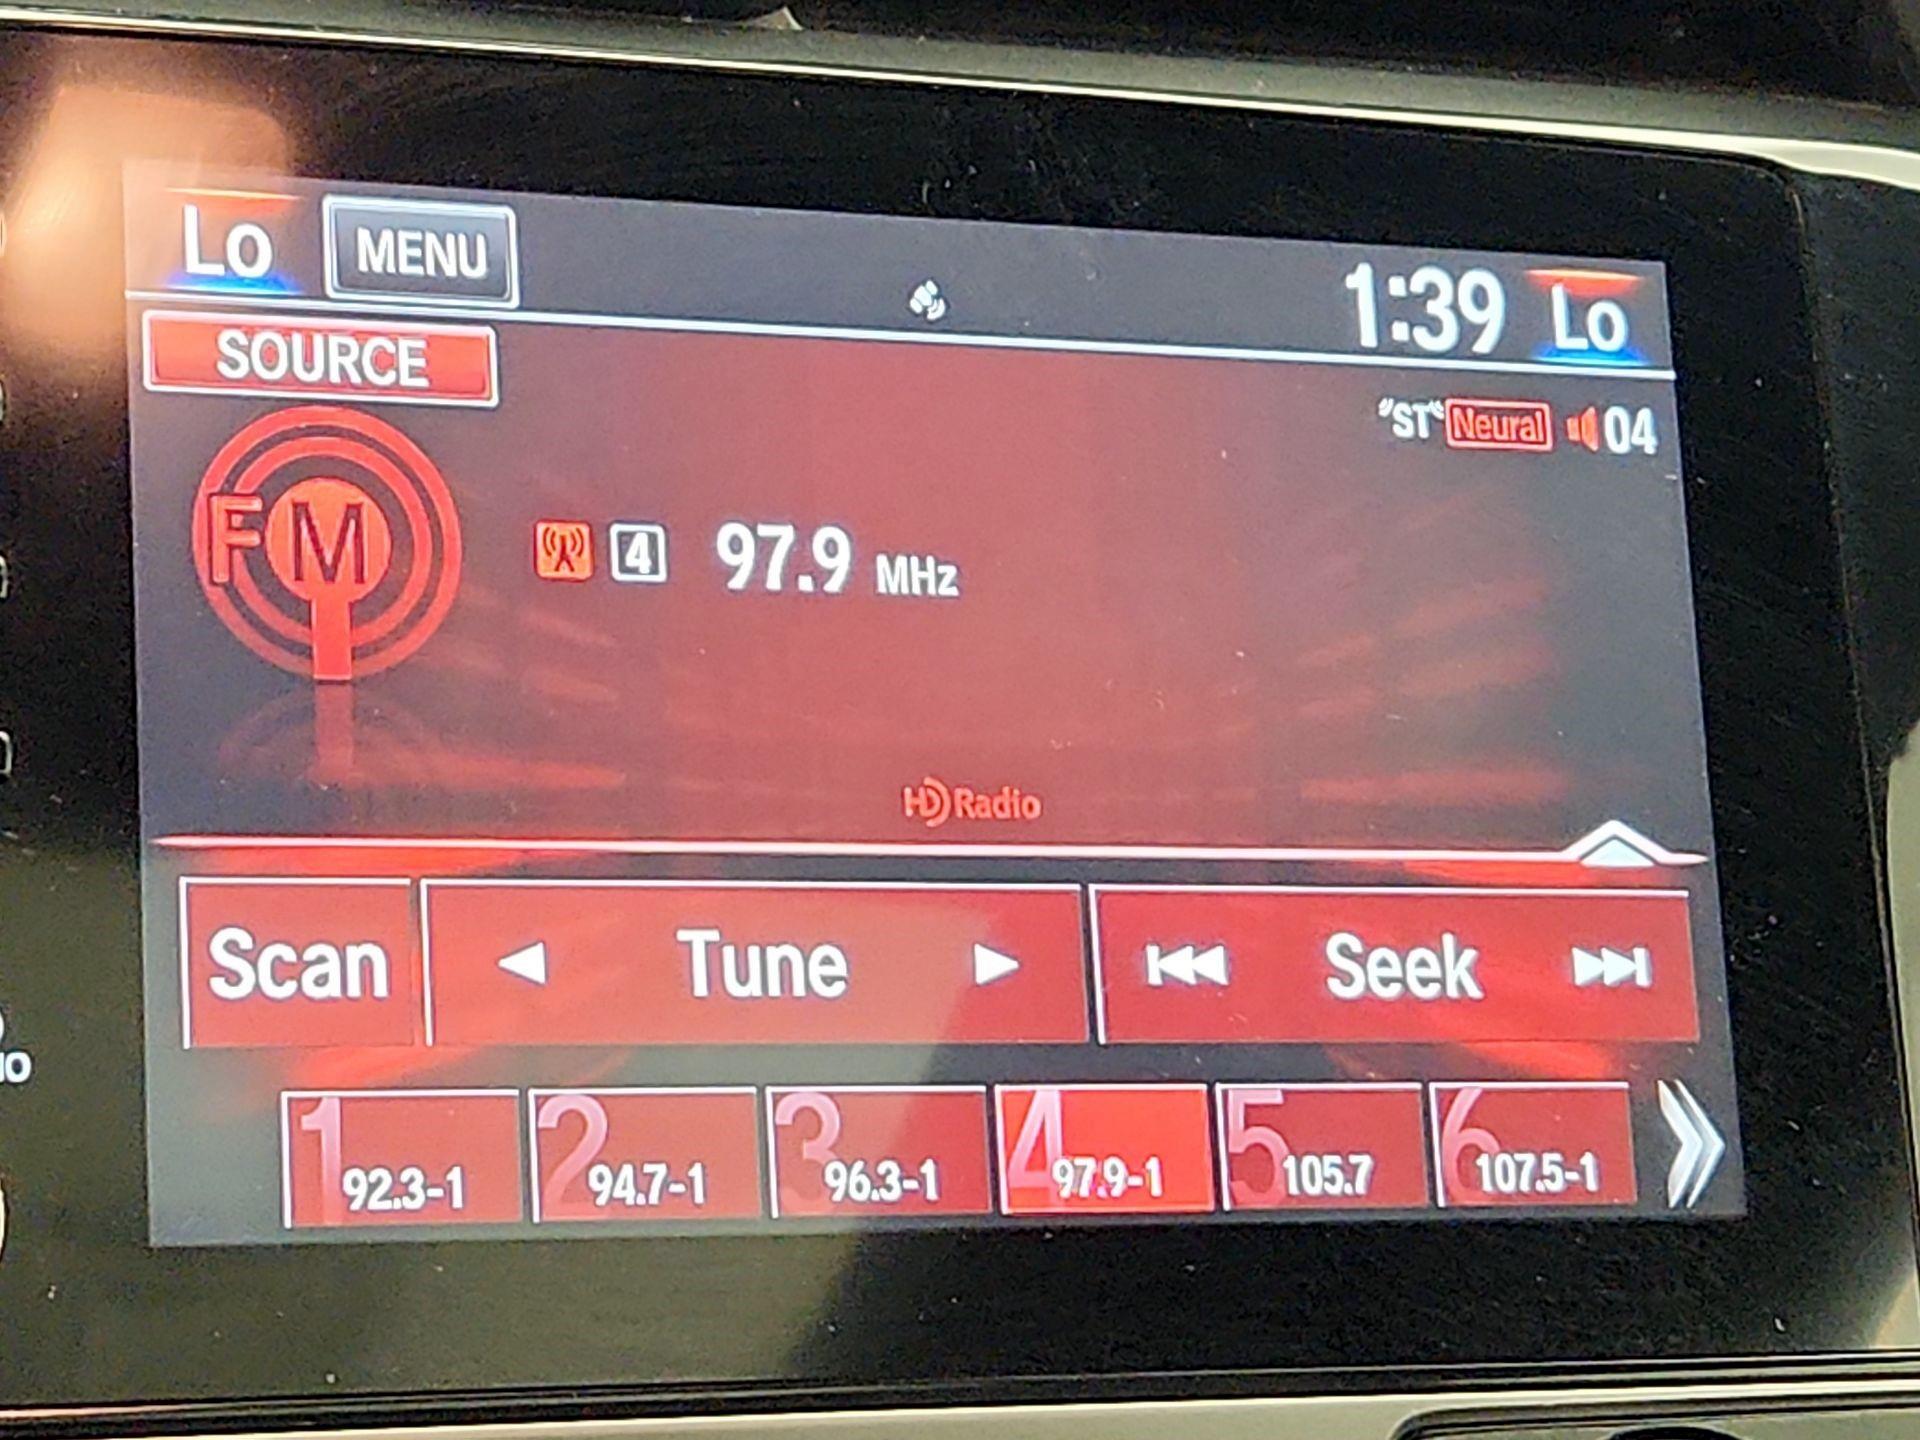 Lo MENU 1:39 Lo
SOURCE
"ST" Neural 04
FM 4 97.9 MHz
HD Radio
Scan Tune Seek
1 92.3-1 2 94.7-1 3 96.3-1 4 97.9-1 5 105.7 6 107.5-1